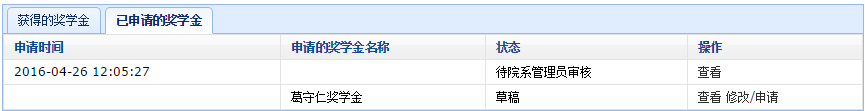 获得的奖学金 已申请的奖学金
申请时间 申请的奖学金名称 状态 操作
2016-04-26 12:05:27 待院系管理员审核 查看
葛守仁奖学金 草稿 查看 修改/申请